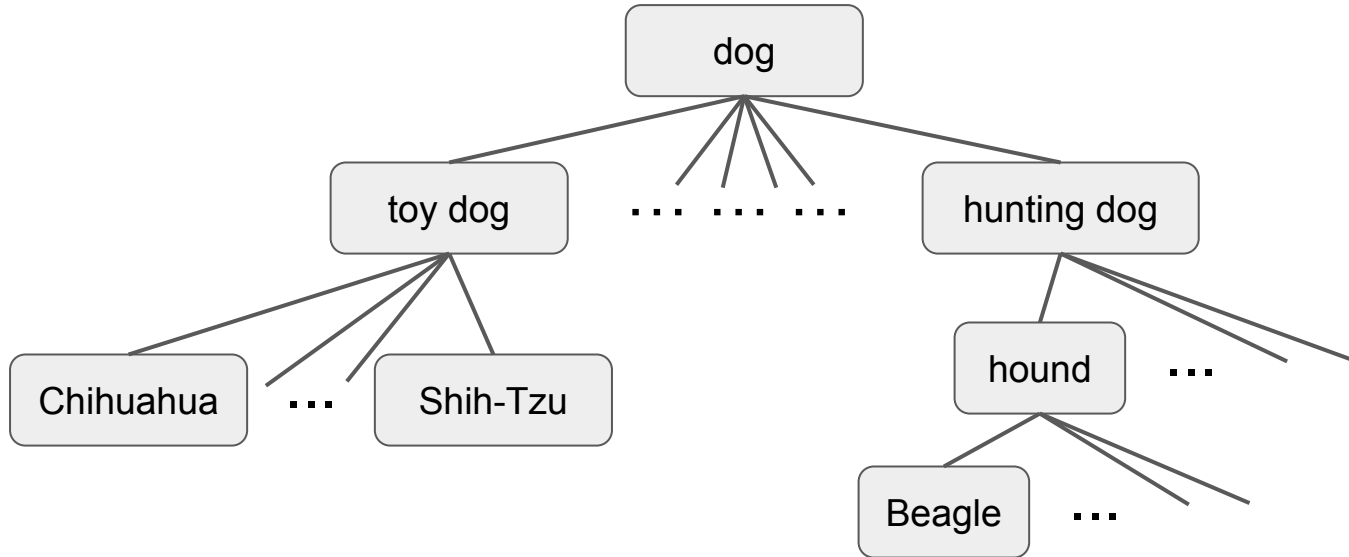 dog
toy dog
... ... ...
hunting dog
hound
...
Chihuahua
...
Shih-Tzu
Beagle
...